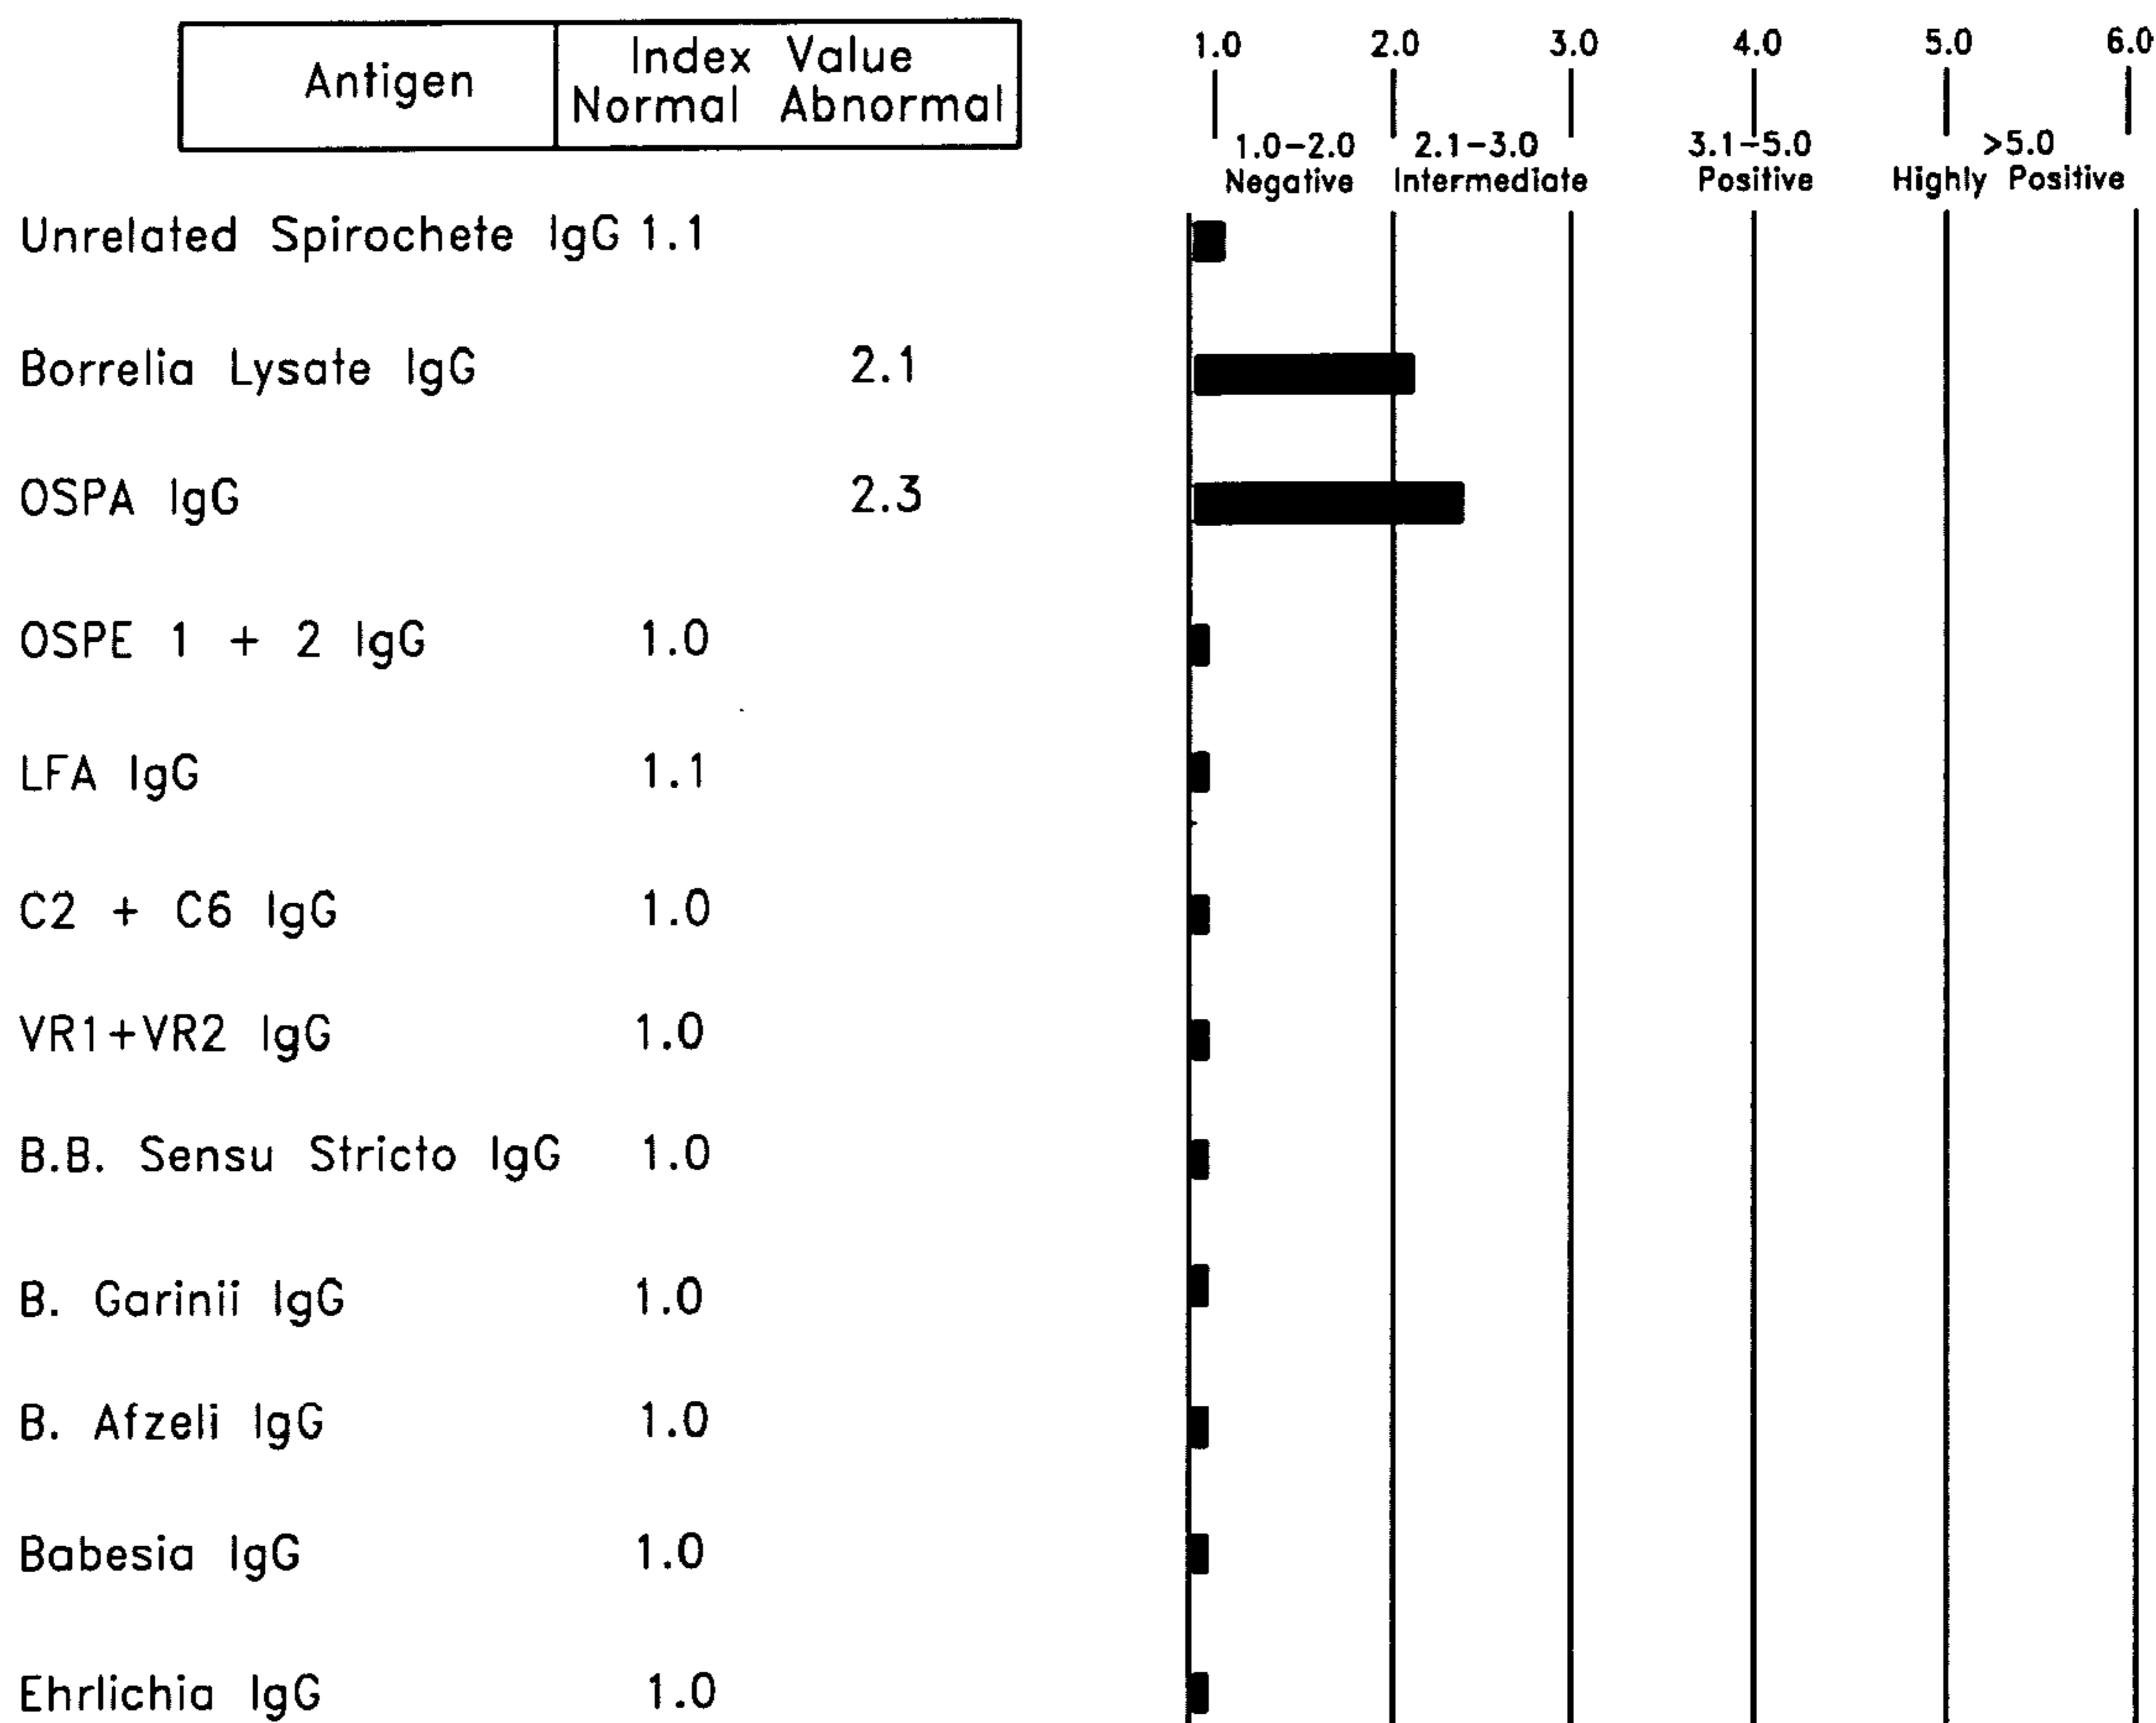 Antigen
Index Value
Normal Abnormal
1.0 2.0 3.0 4.0 5.0 6.0
1.0-2.0 2.1-3.0 3.1-5.0 >5.0
Negative Intermediate Positive Highly Positive
Unrelated Spirochete IgG 1.1
Borrelia Lysate IgG 2.1
OSPA IgG 2.3
OSPE 1 + 2 IgG 1.0
LFA IgG 1.1
C2 + C6 IgG 1.0
VR1+VR2 IgG 1.0
B.B. Sensu Stricto IgG 1.0
B. Garinii IgG 1.0
B. Afzeli IgG 1.0
Babesia IgG 1.0
Ehrlichia IgG 1.0